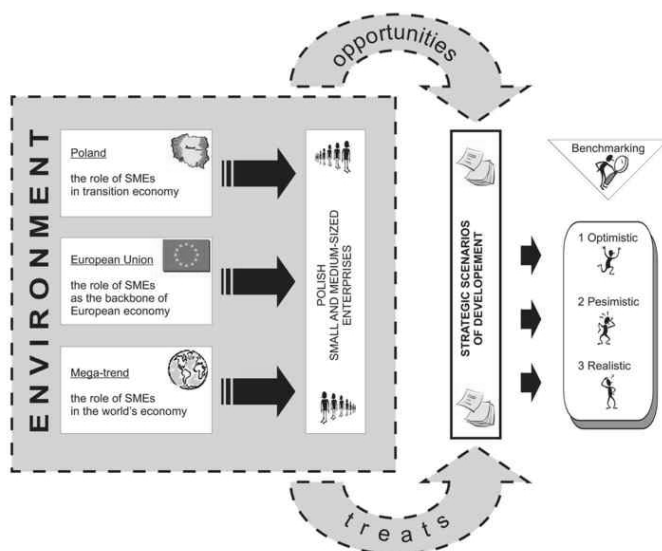 opportunities
ENVIRONMENT
Poland
the role of SMEs
in transition economy
European Union
the role of SMEs
as the backbone of
European economy
Mega-trend
the role of SMEs
in the world's economy
POLISH
SMALL AND MEDIUM-SIZED
ENTERPRISES
STRATEGIC SCENARIOS
OF DEVELOPEMENT
Benchmarking
1 Optimistic
2 Pesimistic
3 Realistic
treats